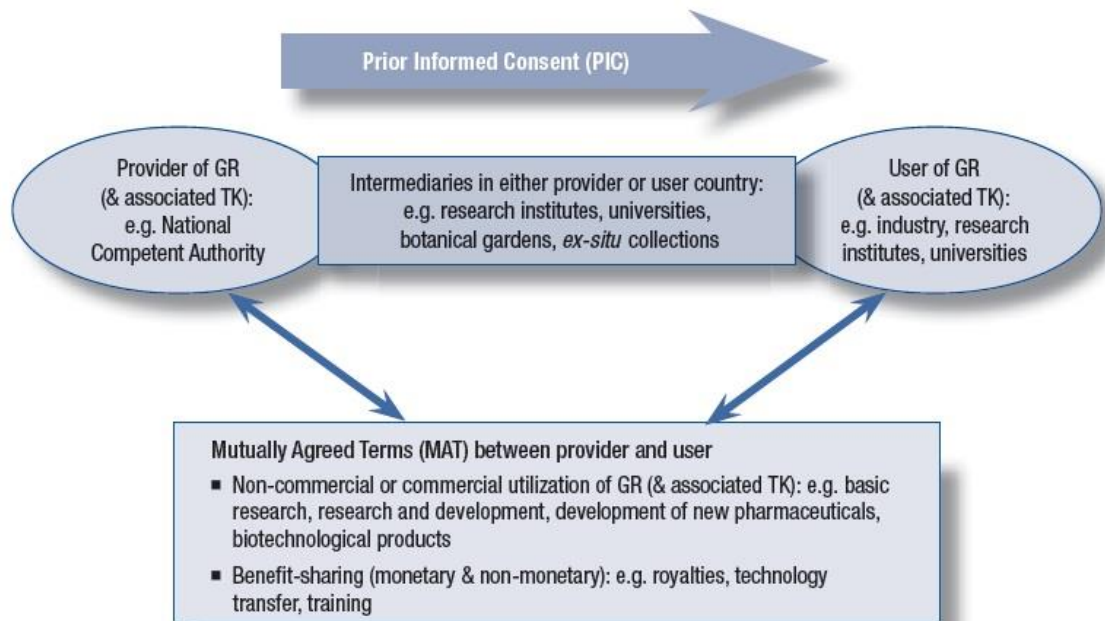 Prior Informed Consent (PIC)
Provider of GR
(& associated TK):
e.g. National
Competent Authority
Intermediaries in either provider or user country:
e.g. research institutes, universities,
botanical gardens, ex-situ collections
User of GR
(& associated TK):
e.g. industry, research
institutes, universities
Mutually Agreed Terms (MAT) between provider and user
▪ Non-commercial or commercial utilization of GR (& associated TK): e.g. basic
research, research and development, development of new pharmaceuticals,
biotechnological products
▪ Benefit-sharing (monetary & non-monetary): e.g. royalties, technology
transfer, training